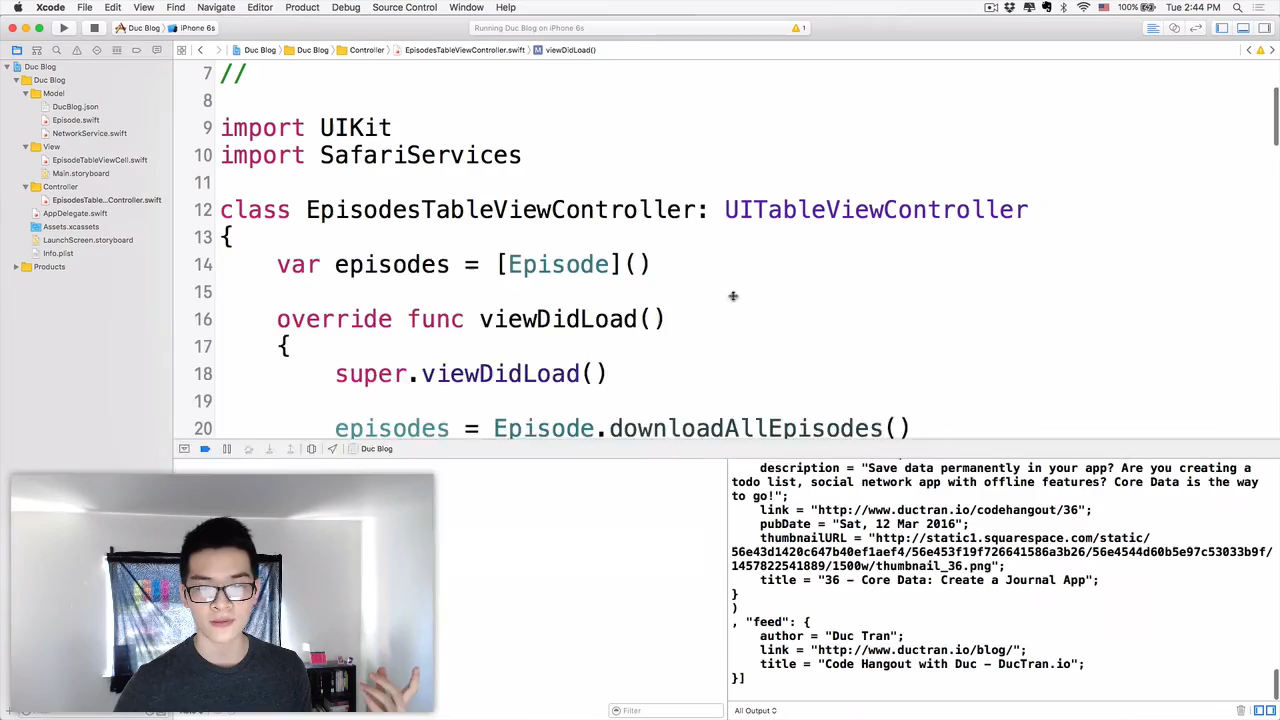 Xcode File Edit View Find Navigate Editor Product Debug Source Control Window Help 100% Tue 2:44 PM
Duc Blog iPhone 6s Running Duc Blog on iPhone 6s 1
Duc Blog Duc Blog Controller EpisodesTableViewController.swift M viewDidLoad()
Duc Blog
Duc Blog
Model
DucBlog.json
Episode.swift
NetworkService.swift
View
EpisodeTableViewCell.swift
Main.storyboard
Controller
EpisodesTable...Controller.swift
AppDelegate.swift
Assets.xcassets
LaunchScreen.storyboard
Info.plist
Products
7 //
8
9 import UIKit
10 import SafariServices
11
12 class EpisodesTableViewController: UITableViewController
13 {
14 var episodes = [Episode]()
15
16 override func viewDidLoad()
17 {
18 super.viewDidLoad()
19
20 episodes = Episode.downloadAllEpisodes()
Duc Blog
description = "Save data permanently in your app? Are you creating a
todo list, social network app with offline features? Core Data is the way
to go!";
link = "http://www.ductran.io/codehangout/36";
pubDate = "Sat, 12 Mar 2016";
thumbnailURL = "http://static1.squarespace.com/static/
56e43d1420c647b40ef1aef4/56e453f19f726641586a3b26/56e4544d60b5e97c53033b9f/
1457822541889/1500w/thumbnail_36.png";
title = "36 - Core Data: Create a Journal App";
}
)
, "feed": {
author = "Duc Tran";
link = "http://www.ductran.io/blog/";
title = "Code Hangout with Duc - DucTran.io";
}]
Filter
All Output